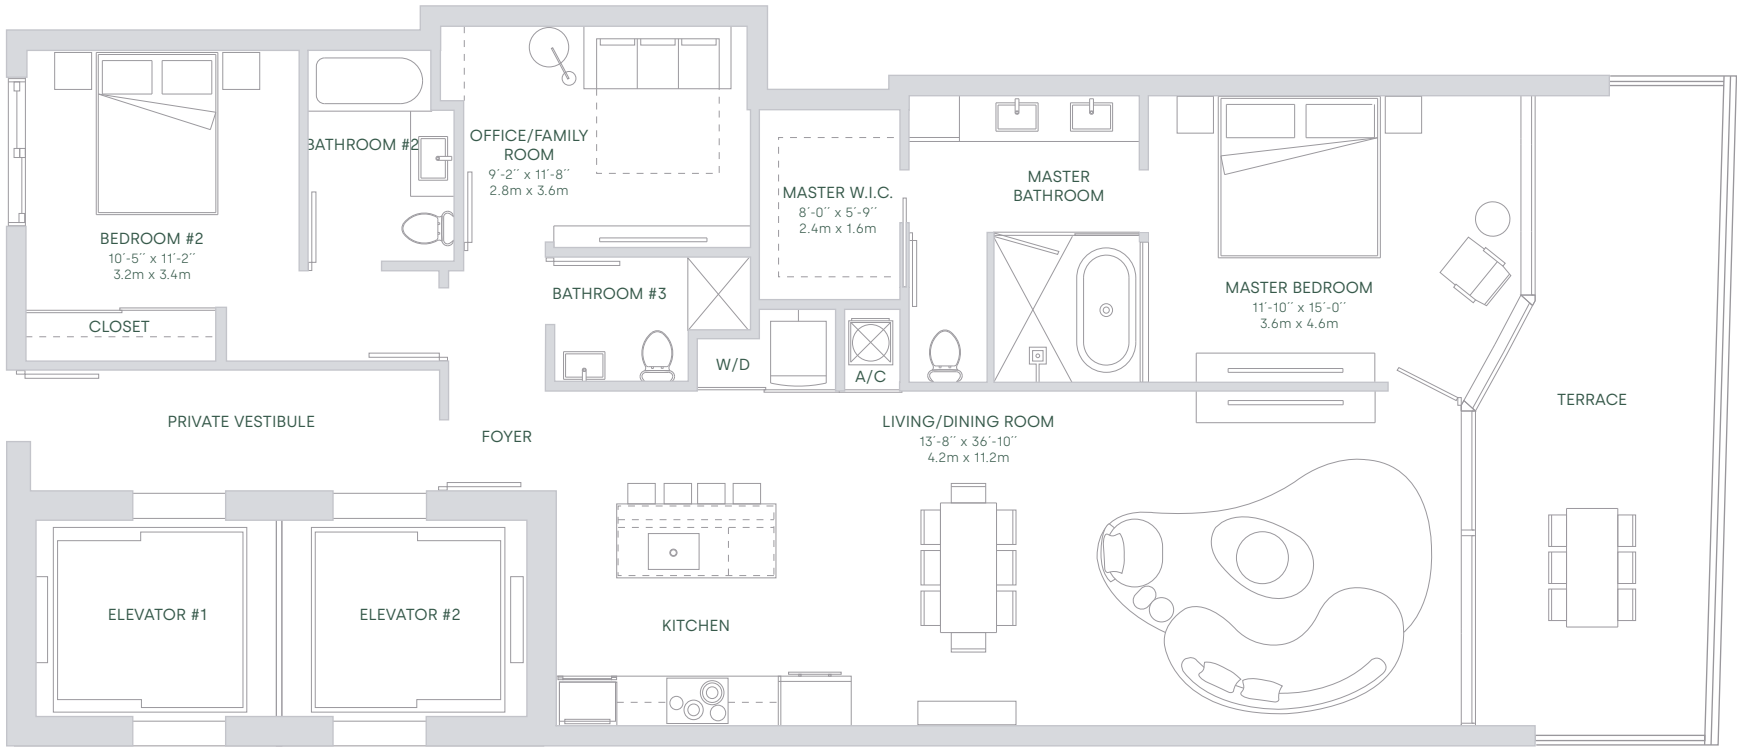 BEDROOM #2
10´-5´´ x 11´-2´´
3.2m x 3.4m
CLOSET
BATHROOM #2
OFFICE/FAMILY
ROOM
9´-2´´ x 11´-8´´
2.8m x 3.6m
BATHROOM #3
MASTER W.I.C.
8´-0´´ x 5´-9´´
2.4m x 1.6m
W/D
A/C
MASTER
BATHROOM
MASTER BEDROOM
11´-10´´ x 15´-0´´
3.6m x 4.6m
TERRACE
PRIVATE VESTIBULE
FOYER
LIVING/DINING ROOM
13´-8´´ x 36´-10´´
4.2m x 11.2m
ELEVATOR #1
ELEVATOR #2
KITCHEN